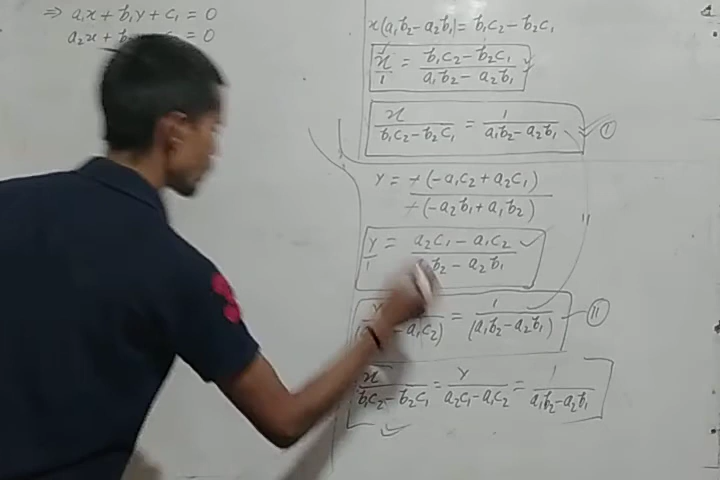 ⇒ a₁x + b₁y + c₁ = 0
a₂x + = 0
x(a₁b₂ - a₂b₁) = b₁c₂ - b₂c₁
x/1 = (b₁c₂ - b₂c₁)/(a₁b₂ - a₂b₁)
x/(b₁c₂ - b₂c₁) = 1/(a₁b₂ - a₂b₁) I
y = +(-a₁c₂ + a₂c₁)/+(-a₂b₁ + a₁b₂)
y/1 = (a₂c₁ - a₁c₂)/( b₂ - a₂b₁)
y/( - a₁c₂) = 1/(a₁b₂ - a₂b₁) II
x/(b₁c₂ - b₂c₁) = y/(a₂c₁ - a₁c₂) = 1/(a₁b₂ - a₂b₁)